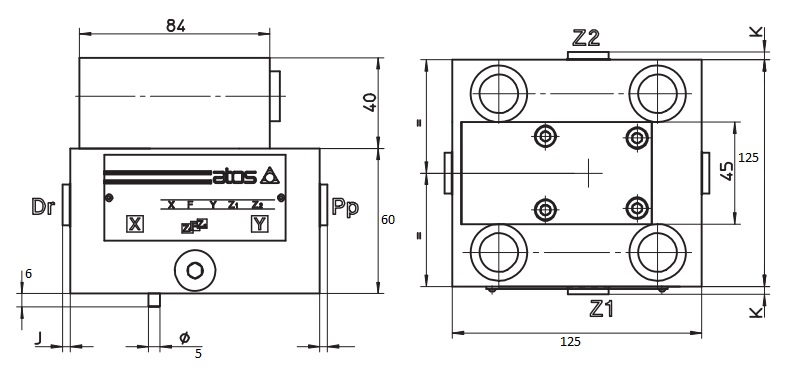 84
Z2
K
40
=
atos
X F Y Z1 Z2
45
125
Dr
Pp
60
X
Y
6
=
J
ø
5
Z1
K
125